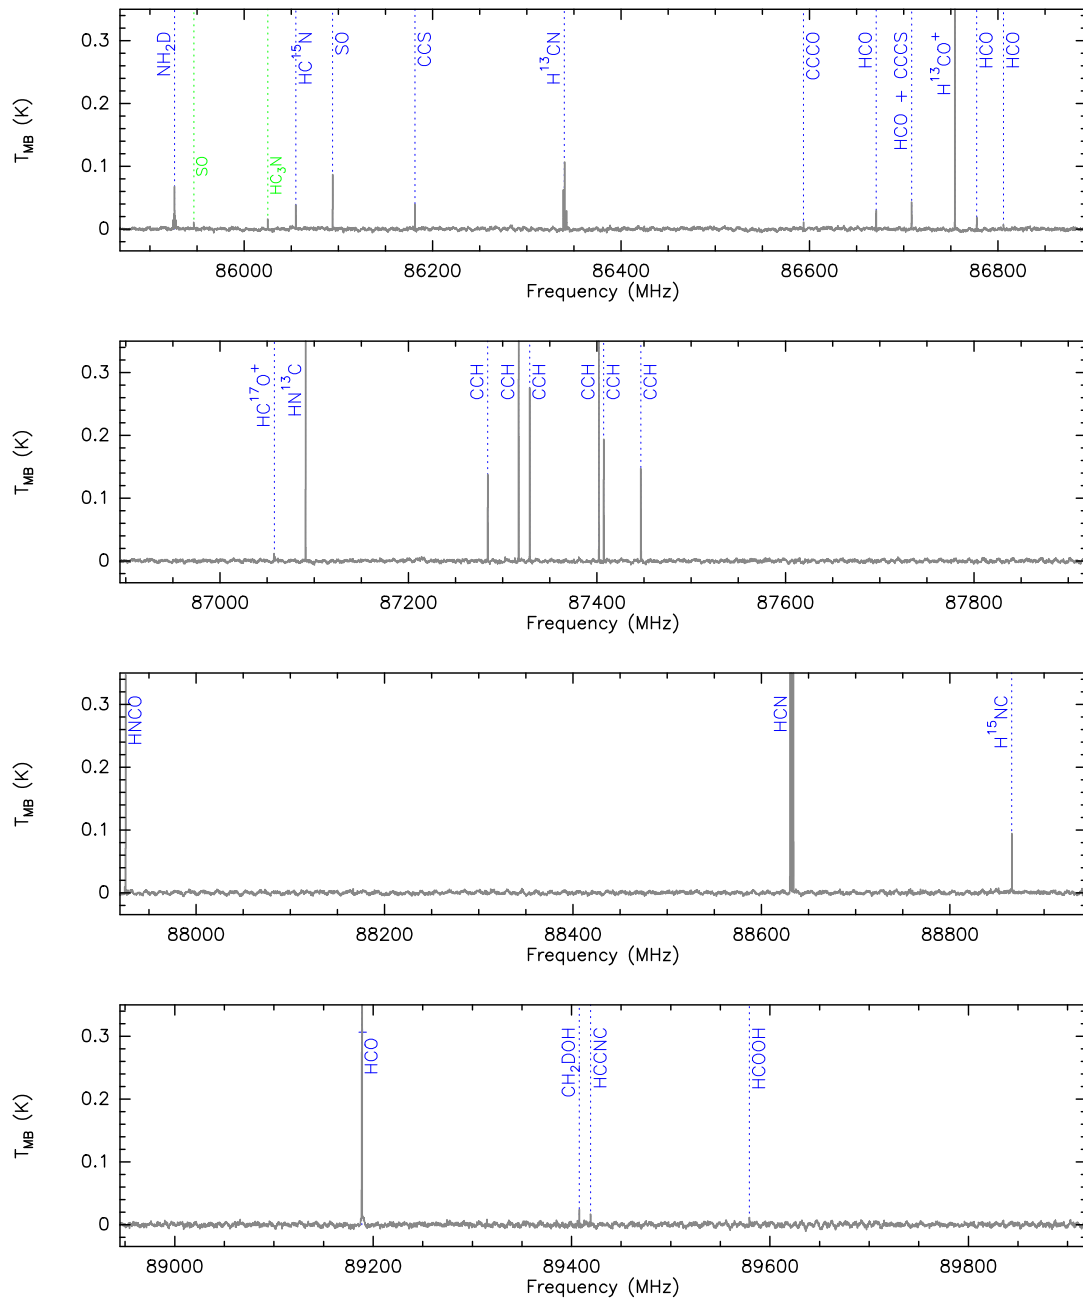 NH₂D
SO
HC₃N
HC¹⁵N
SO
CCS
H¹³CN
CCCO
HCO
HCO + CCCS
H¹³CO⁺
HCO
HCO
0.3
0.2
0.1
0
T_MB (K)
86000 86200 86400 86600 86800
Frequency (MHz)
HC¹⁷O⁺
HN¹³C
CCH
CCH
CCH
CCH
CCH
CCH
0.3
0.2
0.1
0
T_MB (K)
87000 87200 87400 87600 87800
Frequency (MHz)
HNCO
HCN
H¹⁵NC
0.3
0.2
0.1
0
T_MB (K)
88000 88200 88400 88600 88800
Frequency (MHz)
HCO⁺
CH₂DOH
HCCNC
HCOOH
0.3
0.2
0.1
0
T_MB (K)
89000 89200 89400 89600 89800
Frequency (MHz)